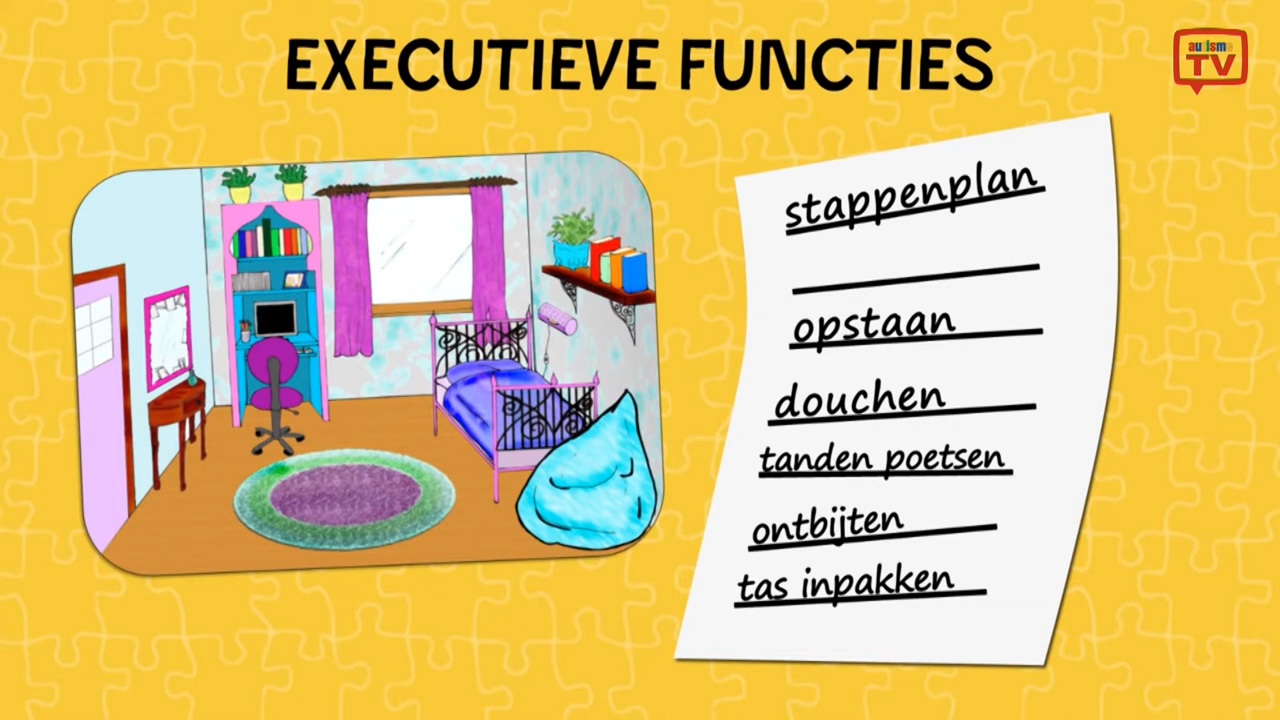 EXECUTIEVE FUNCTIES
autisme
TV
stappenplan
opstaan
douchen
tanden poetsen
ontbijten
tas inpakken